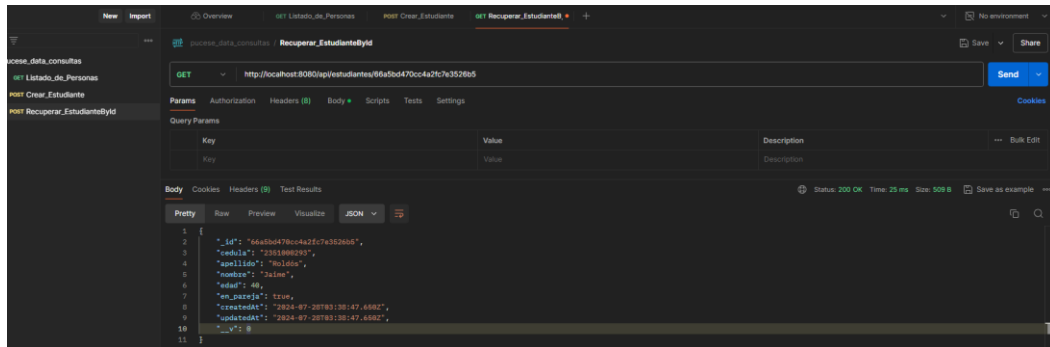 New Import
Overview GET Listado_de_Personas POST Crear_Estudiante GET Recuperar_EstudianteB No environment
pucese_data_consultas / Recuperar_EstudianteById Save Share
ucese_data_consultas
GET Listado_de_Personas
POST Crear_Estudiante
POST Recuperar_EstudianteById
GET http://localhost:8080/api/estudiantes/66a5bd470cc4a2fc7e3526b5 Send
Params Authorization Headers (8) Body Scripts Tests Settings Cookies
Query Params
Key Value Description Bulk Edit
Key Value Description
Body Cookies Headers (9) Test Results Status: 200 OK Time: 25 ms Size: 509 B Save as example
Pretty Raw Preview Visualize JSON
1 {
2 "_id": "66a5bd470cc4a2fc7e3526b5",
3 "cedula": "2351000293",
4 "apellido": "Roldós",
5 "nombre": "Jaime",
6 "edad": 40,
7 "en_pareja": true,
8 "createdAt": "2024-07-28T03:38:47.650Z",
9 "updatedAt": "2024-07-28T03:38:47.650Z",
10 "__v": 0
11 }